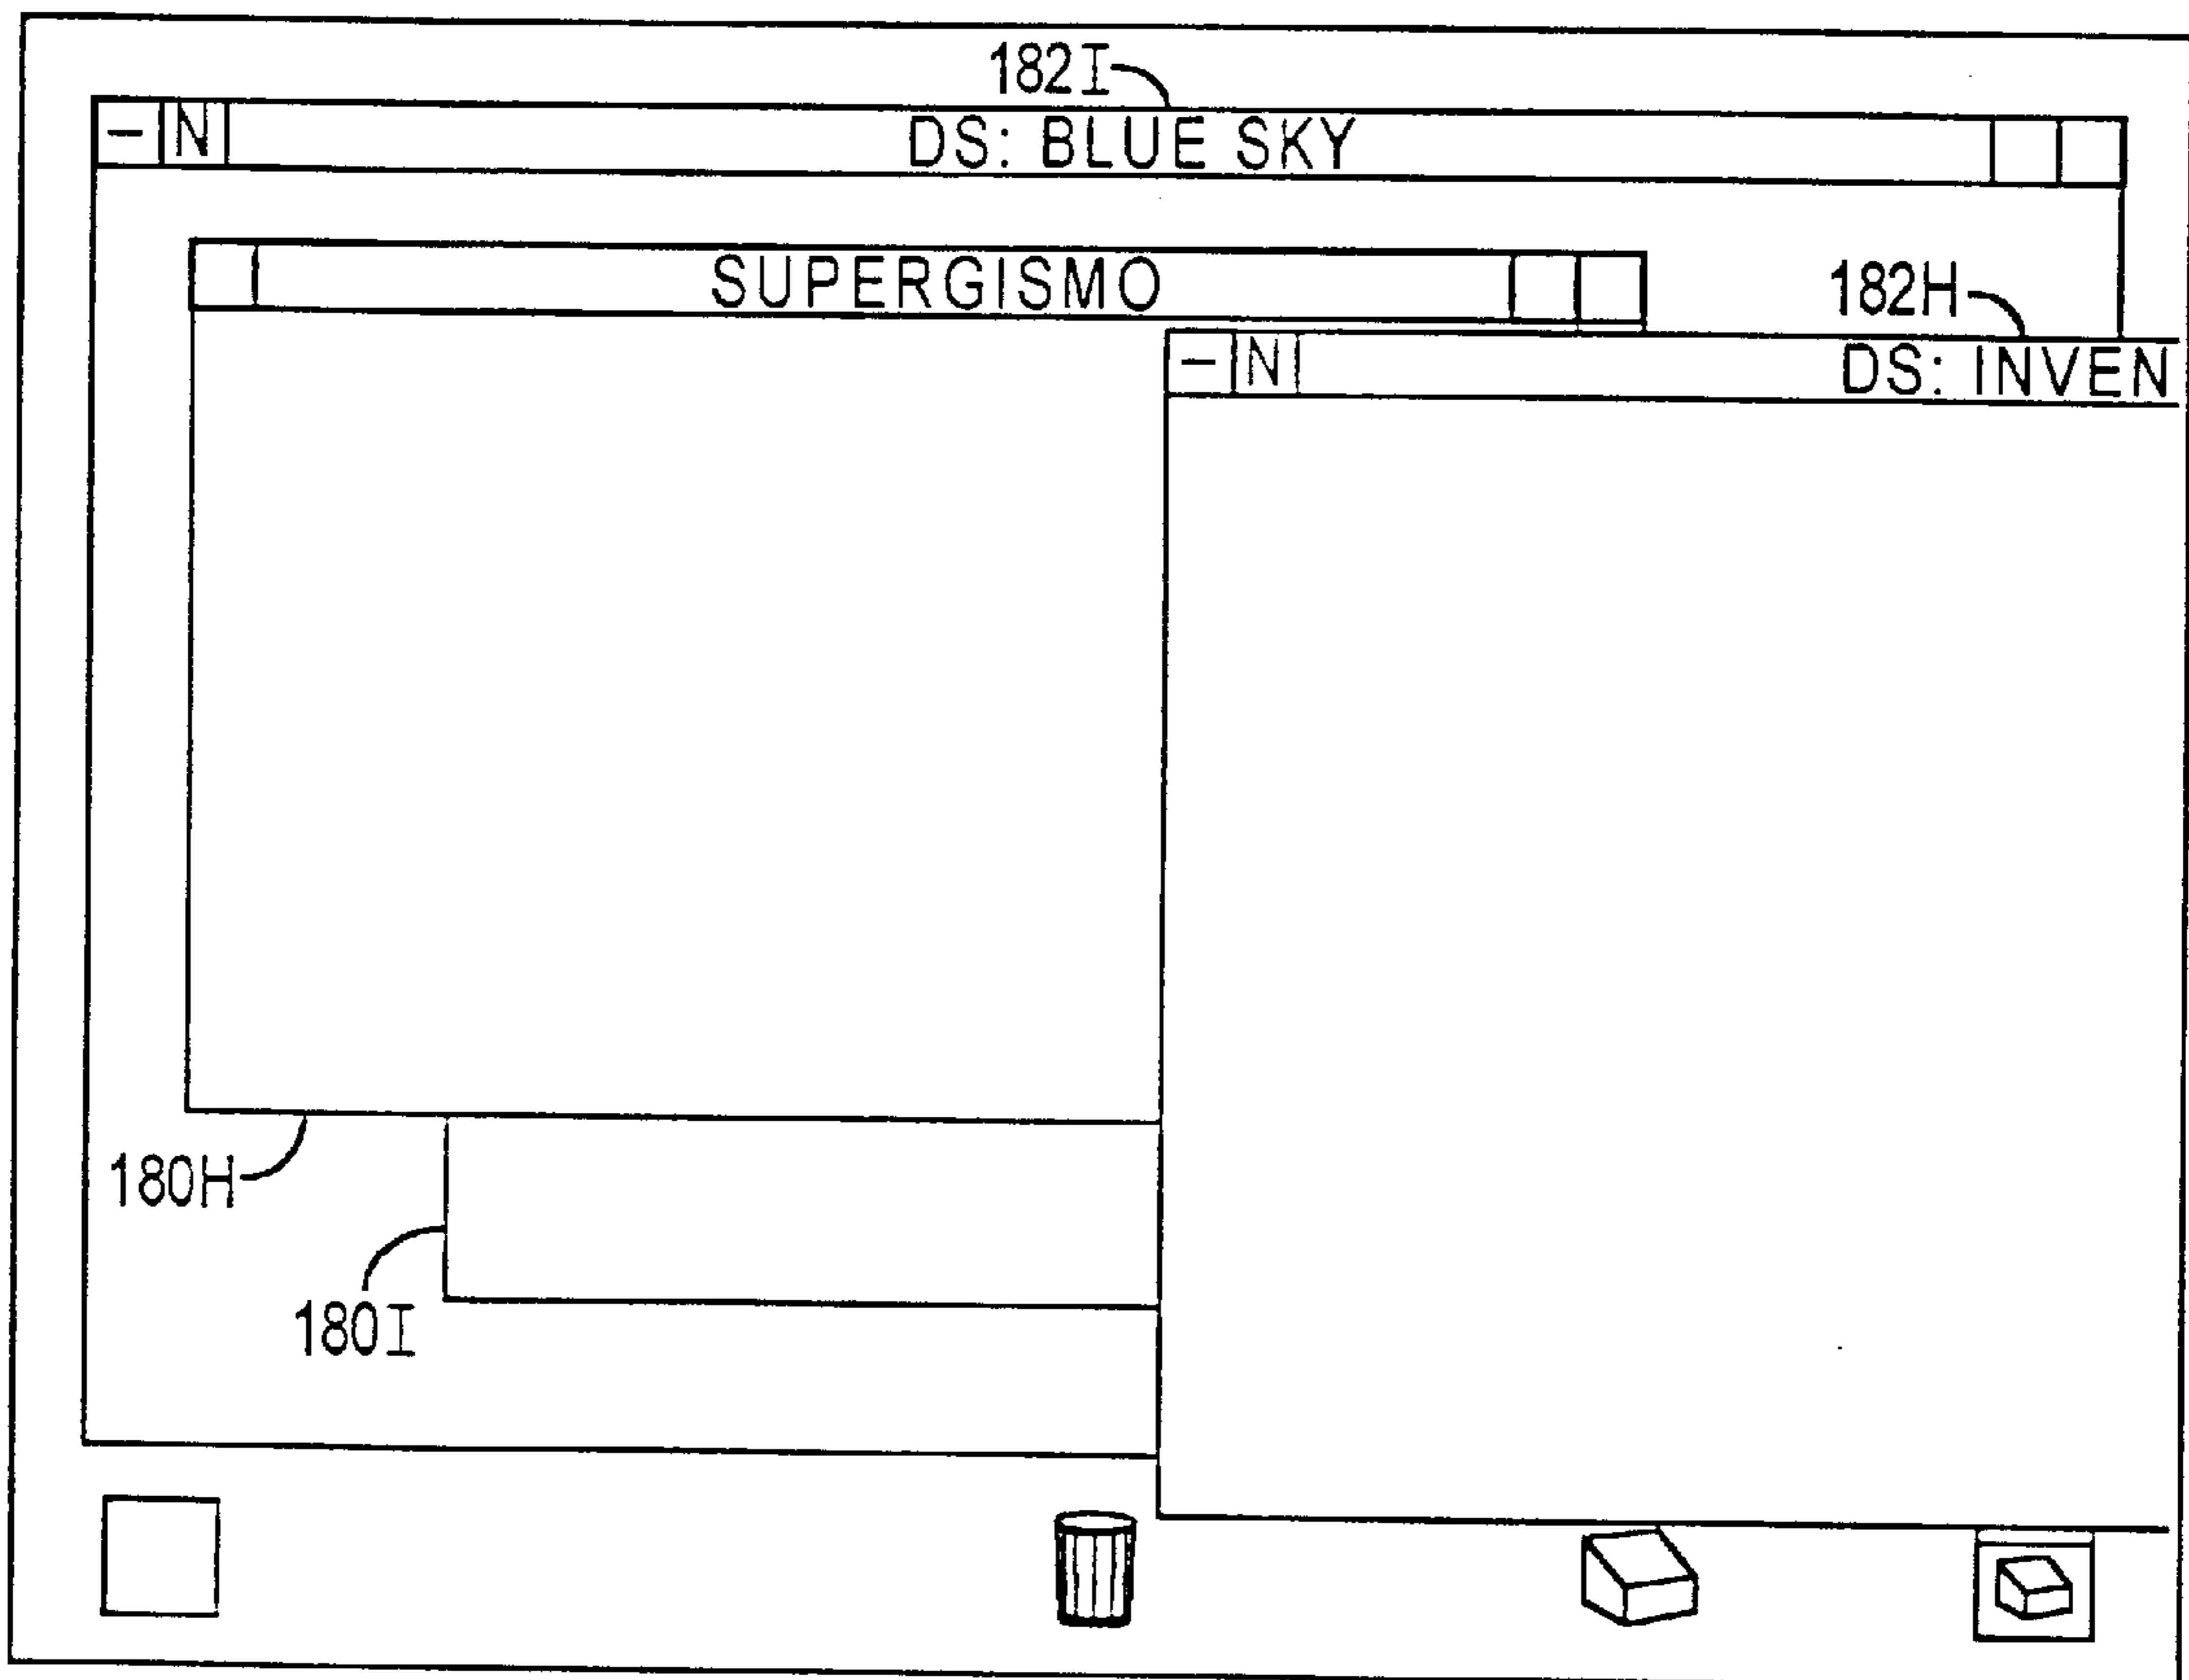 182I
- N DS: BLUE SKY
SUPERGISMO
182H
- N DS: INVEN
180H
180I